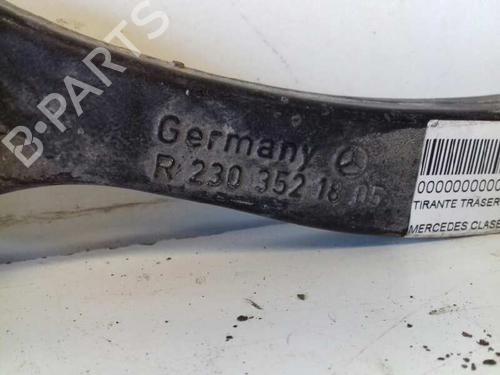 B-PARTS
Germany
R 230 352 18 05
0000000000
TIRANTE TRASER
MERCEDES CLASE